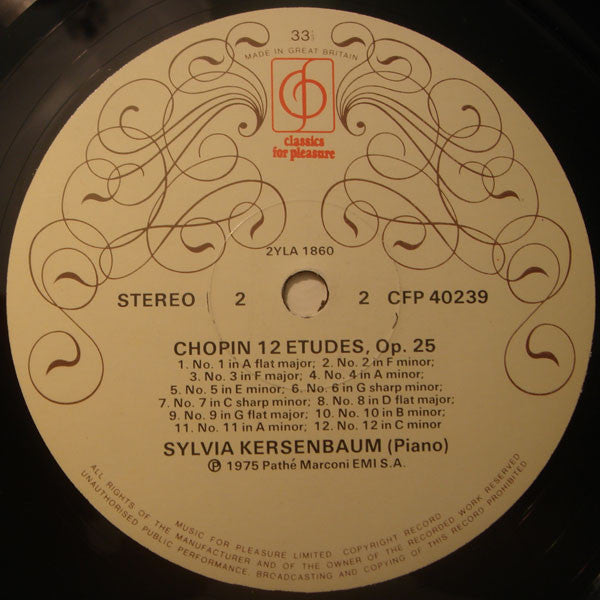 33⅓
MADE IN GREAT BRITAIN
classics
for pleasure
2YLA 1860
STEREO 2 2 CFP 40239
CHOPIN 12 ETUDES, Op. 25
1. No. 1 in A flat major; 2. No. 2 in F minor;
3. No. 3 in F major; 4. No. 4 in A minor;
5. No. 5 in E minor; 6. No. 6 in G sharp minor;
7. No. 7 in C sharp minor; 8. No. 8 in D flat major;
9. No. 9 in G flat major; 10. No. 10 in B minor;
11. No. 11 in A minor; 12. No. 12 in C minor
SYLVIA KERSENBAUM (Piano)
℗ 1975 Pathé Marconi EMI S.A.
MUSIC FOR PLEASURE LIMITED COPYRIGHT RECORD
ALL RIGHTS OF THE MANUFACTURER AND OF THE OWNER OF THE RECORDED WORK RESERVED
UNAUTHORISED PUBLIC PERFORMANCE, BROADCASTING AND COPYING OF THIS RECORD PROHIBITED